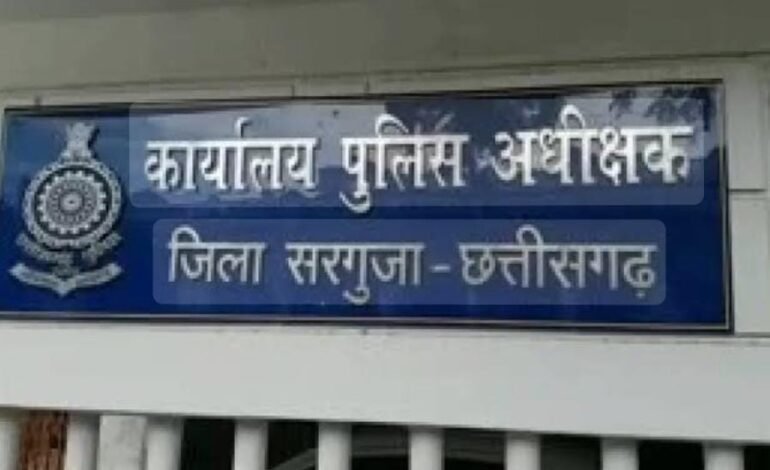 कार्यालय पुलिस अधीक्षक
जिला सरगुजा - छत्तीसगढ़